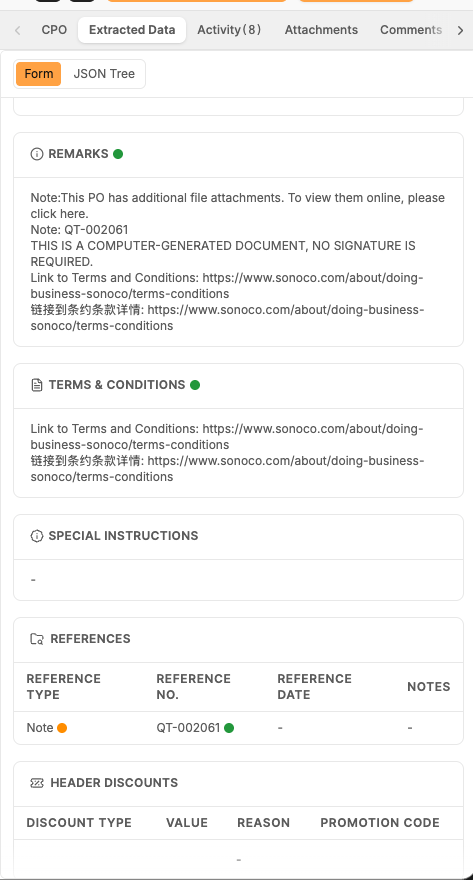 CPO Extracted Data Activity(8) Attachments Comments
Form JSON Tree
REMARKS
Note:This PO has additional file attachments. To view them online, please
click here.
Note: QT-002061
THIS IS A COMPUTER-GENERATED DOCUMENT, NO SIGNATURE IS
REQUIRED.
Link to Terms and Conditions: https://www.sonoco.com/about/doing-
business-sonoco/terms-conditions
链接到条约条款详情: https://www.sonoco.com/about/doing-business-
sonoco/terms-conditions
TERMS & CONDITIONS
Link to Terms and Conditions: https://www.sonoco.com/about/doing-
business-sonoco/terms-conditions
链接到条约条款详情: https://www.sonoco.com/about/doing-business-
sonoco/terms-conditions
SPECIAL INSTRUCTIONS
-
REFERENCES
REFERENCE TYPE REFERENCE NO. REFERENCE DATE NOTES
Note QT-002061 - -
HEADER DISCOUNTS
DISCOUNT TYPE VALUE REASON PROMOTION CODE
-